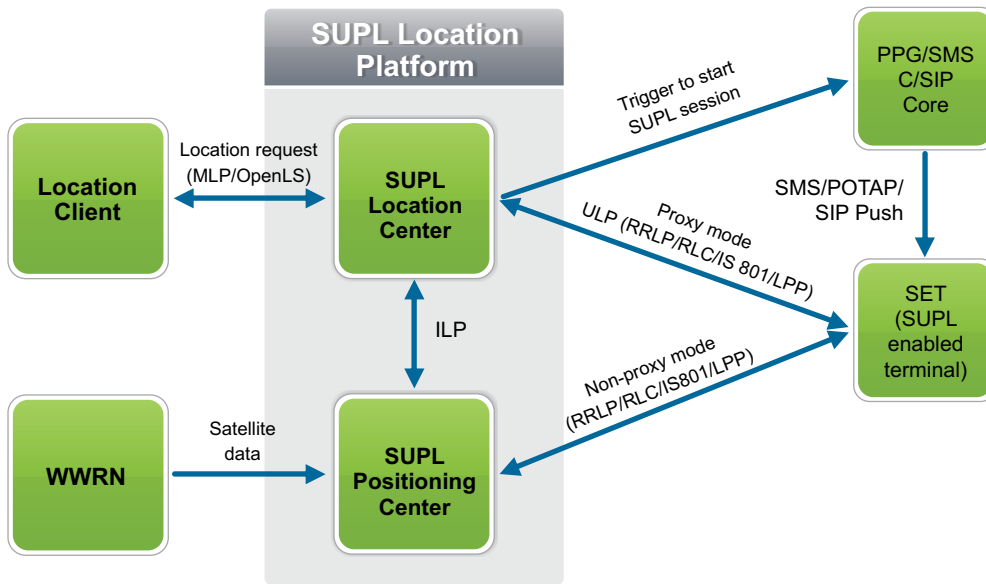 SUPL Location
Platform
PPG/SMS
C/SIP
Core
Trigger to start
SUPL session
Location
Client
Location request
(MLP/OpenLS)
SUPL
Location
Center
SMS/POTAP/
SIP Push
Proxy mode
ULP (RRLP/RLC/IS 801/LPP)
SET
(SUPL
enabled
terminal)
ILP
Non-proxy mode
(RRLP/RLC/IS801/LPP)
WWRN
Satellite
data
SUPL
Positioning
Center